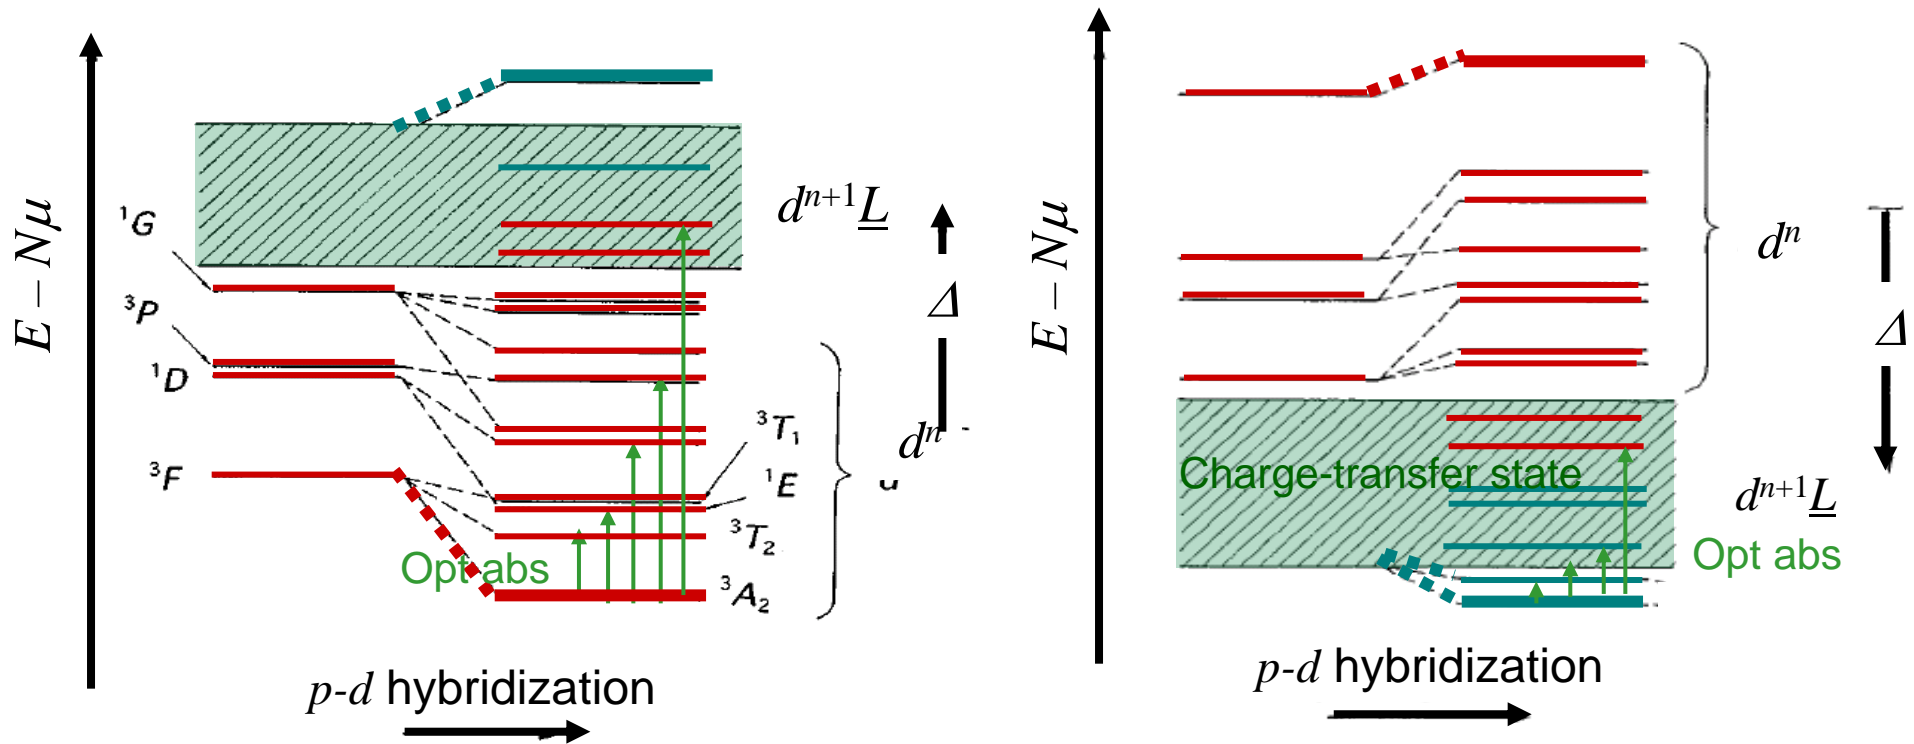 E − Nμ
¹G
³P
¹D
³F
dⁿ⁺¹L̲
Δ
dⁿ
³T₁
¹E
³T₂
³A₂
Opt abs
p-d hybridization
E − Nμ
dⁿ
Δ
Charge-transfer state
dⁿ⁺¹L̲
Opt abs
p-d hybridization